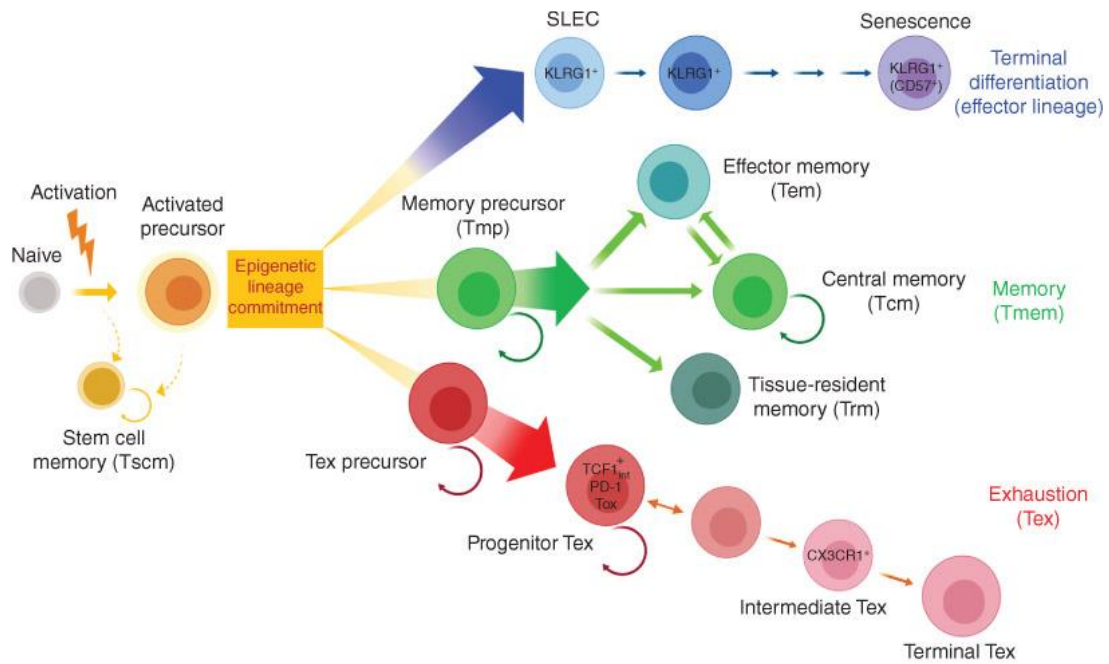 SLEC
KLRG1+
KLRG1+
Senescence
KLRG1+
(CD57+)
Terminal
differentiation
(effector lineage)
Activation
Naive
Activated
precursor
Epigenetic
lineage
commitment
Stem cell
memory (Tscm)
Memory precursor
(Tmp)
Effector memory
(Tem)
Central memory
(Tcm)
Tissue-resident
memory (Trm)
Memory
(Tmem)
Tex precursor
TCF1+
int
PD-1
Tox
Progenitor Tex
CX3CR1+
Intermediate Tex
Terminal Tex
Exhaustion
(Tex)